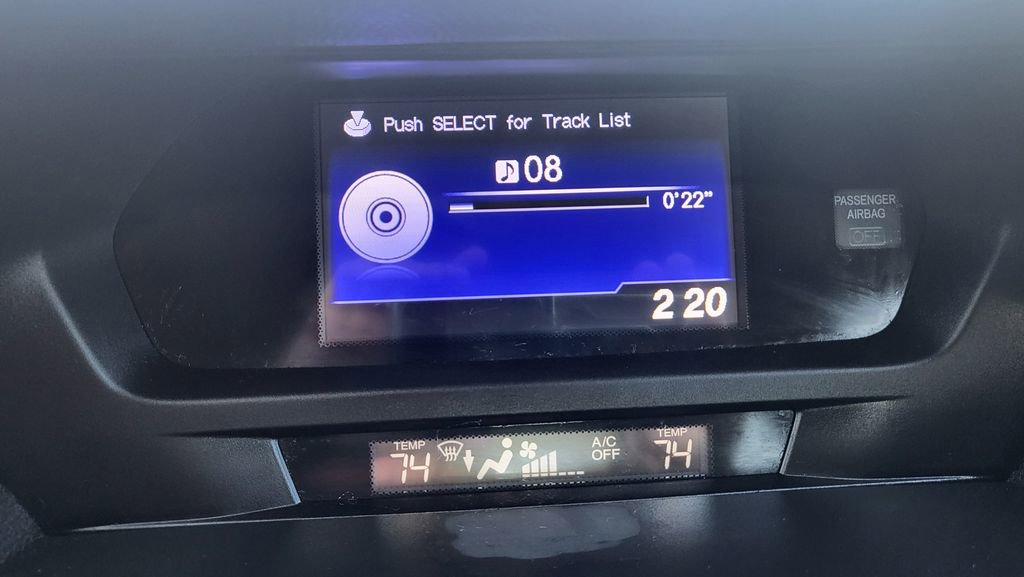 Push SELECT for Track List
08
0'22"
2 20
PASSENGER
AIRBAG
OFF
TEMP
74
A/C
OFF
TEMP
74